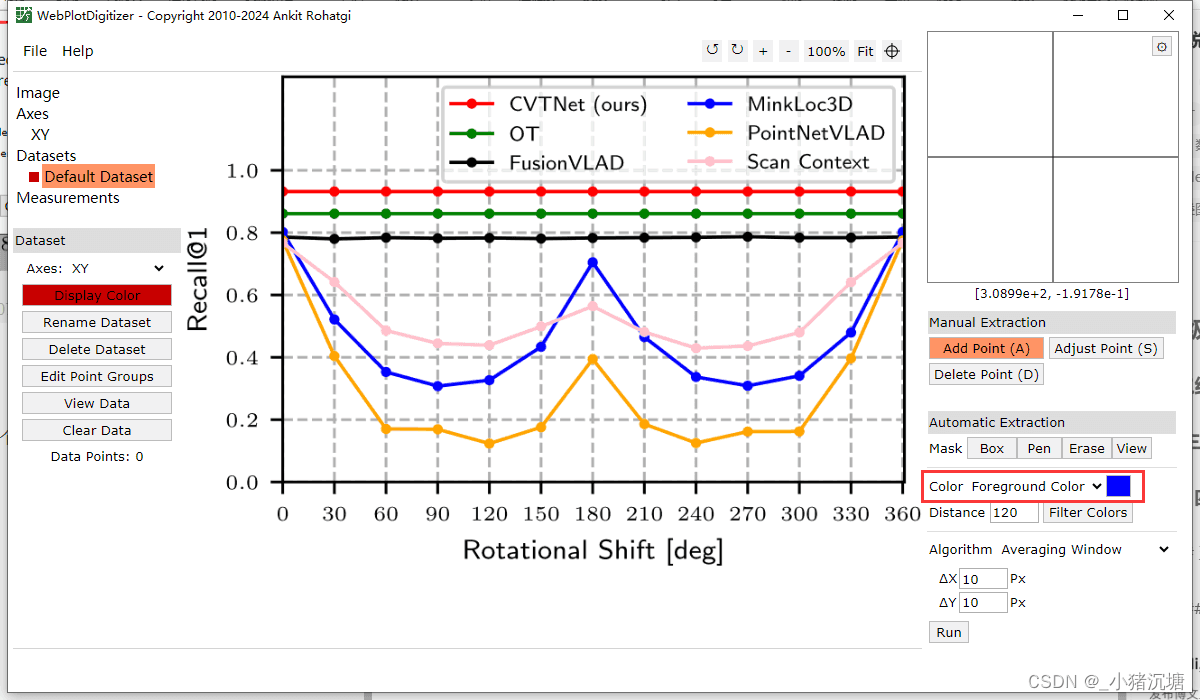 WebPlotDigitizer - Copyright 2010-2024 Ankit Rohatgi
File Help
↺ ↻ + - 100% Fit
Image
Axes
XY
Datasets
Default Dataset
Measurements
Dataset
Axes: XY
Display Color
Rename Dataset
Delete Dataset
Edit Point Groups
View Data
Clear Data
Data Points: 0
CVTNet (ours)
OT
FusionVLAD
MinkLoc3D
PointNetVLAD
Scan Context
Recall@1
1.0
0.8
0.6
0.4
0.2
0.0
0 30 60 90 120 150 180 210 240 270 300 330 360
Rotational Shift [deg]
[3.0899e+2, -1.9178e-1]
Manual Extraction
Add Point (A) Adjust Point (S)
Delete Point (D)
Automatic Extraction
Mask Box Pen Erase View
Color Foreground Color
Distance 120 Filter Colors
Algorithm Averaging Window
ΔX 10 Px
ΔY 10 Px
Run
CSDN @_小猪沉塘